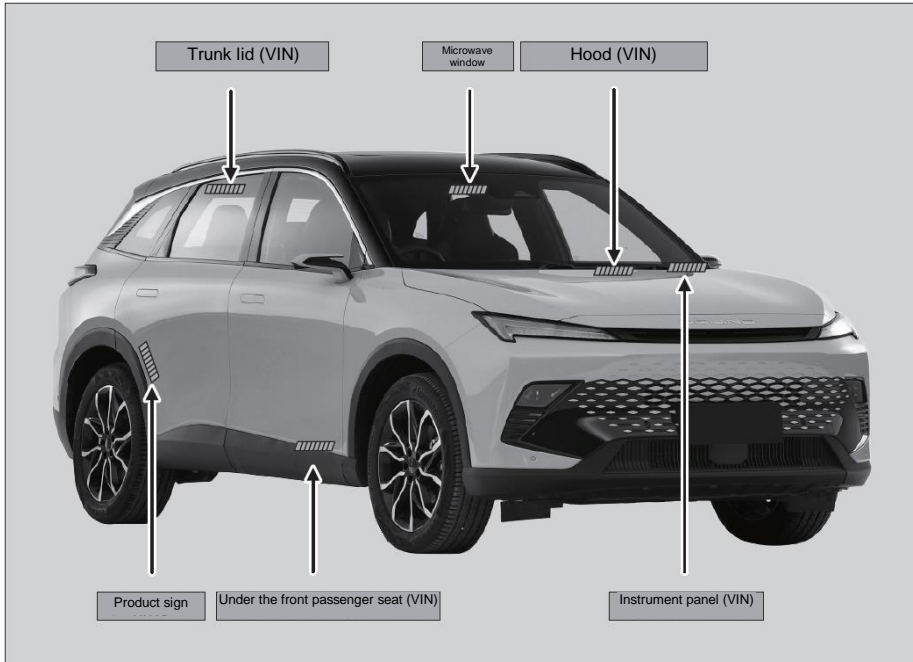 Trunk lid (VIN)
Microwave
window
Hood (VIN)
Product sign
Under the front passenger seat (VIN)
Instrument panel (VIN)